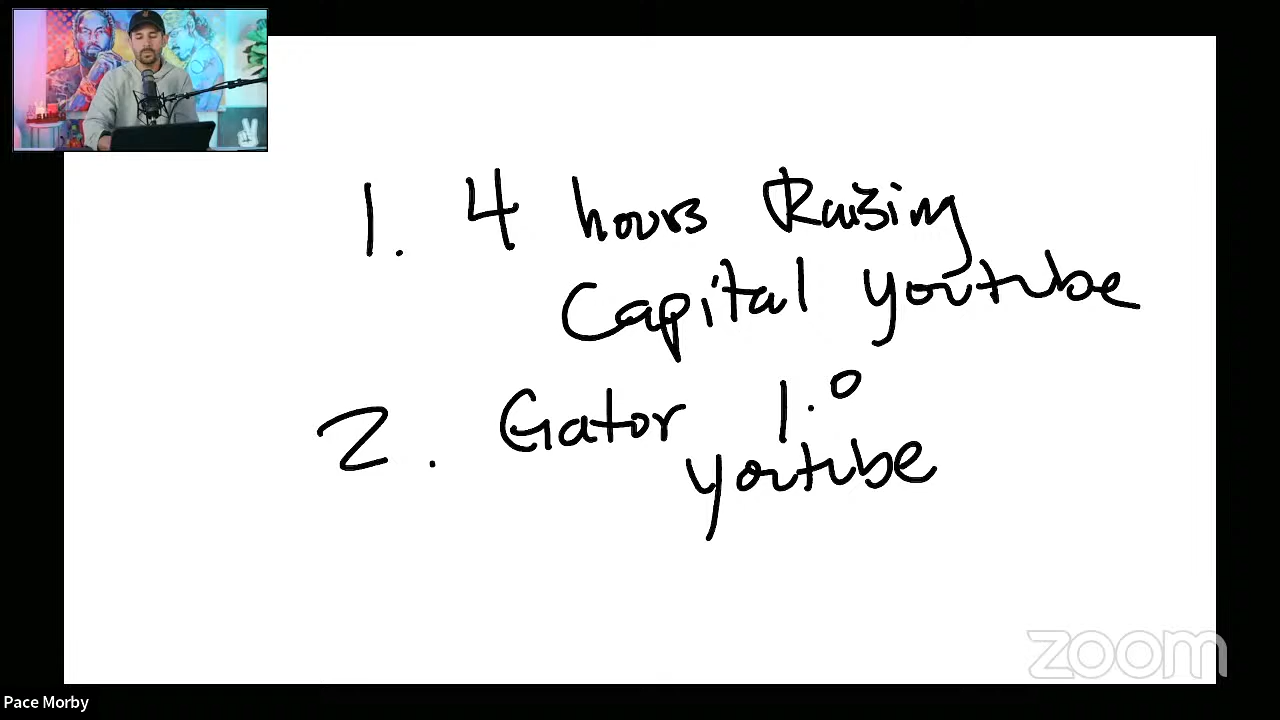 1. 4 hours Raising
Capital youtube
2. Gator 1.0
youtube
zoom
Pace Morby